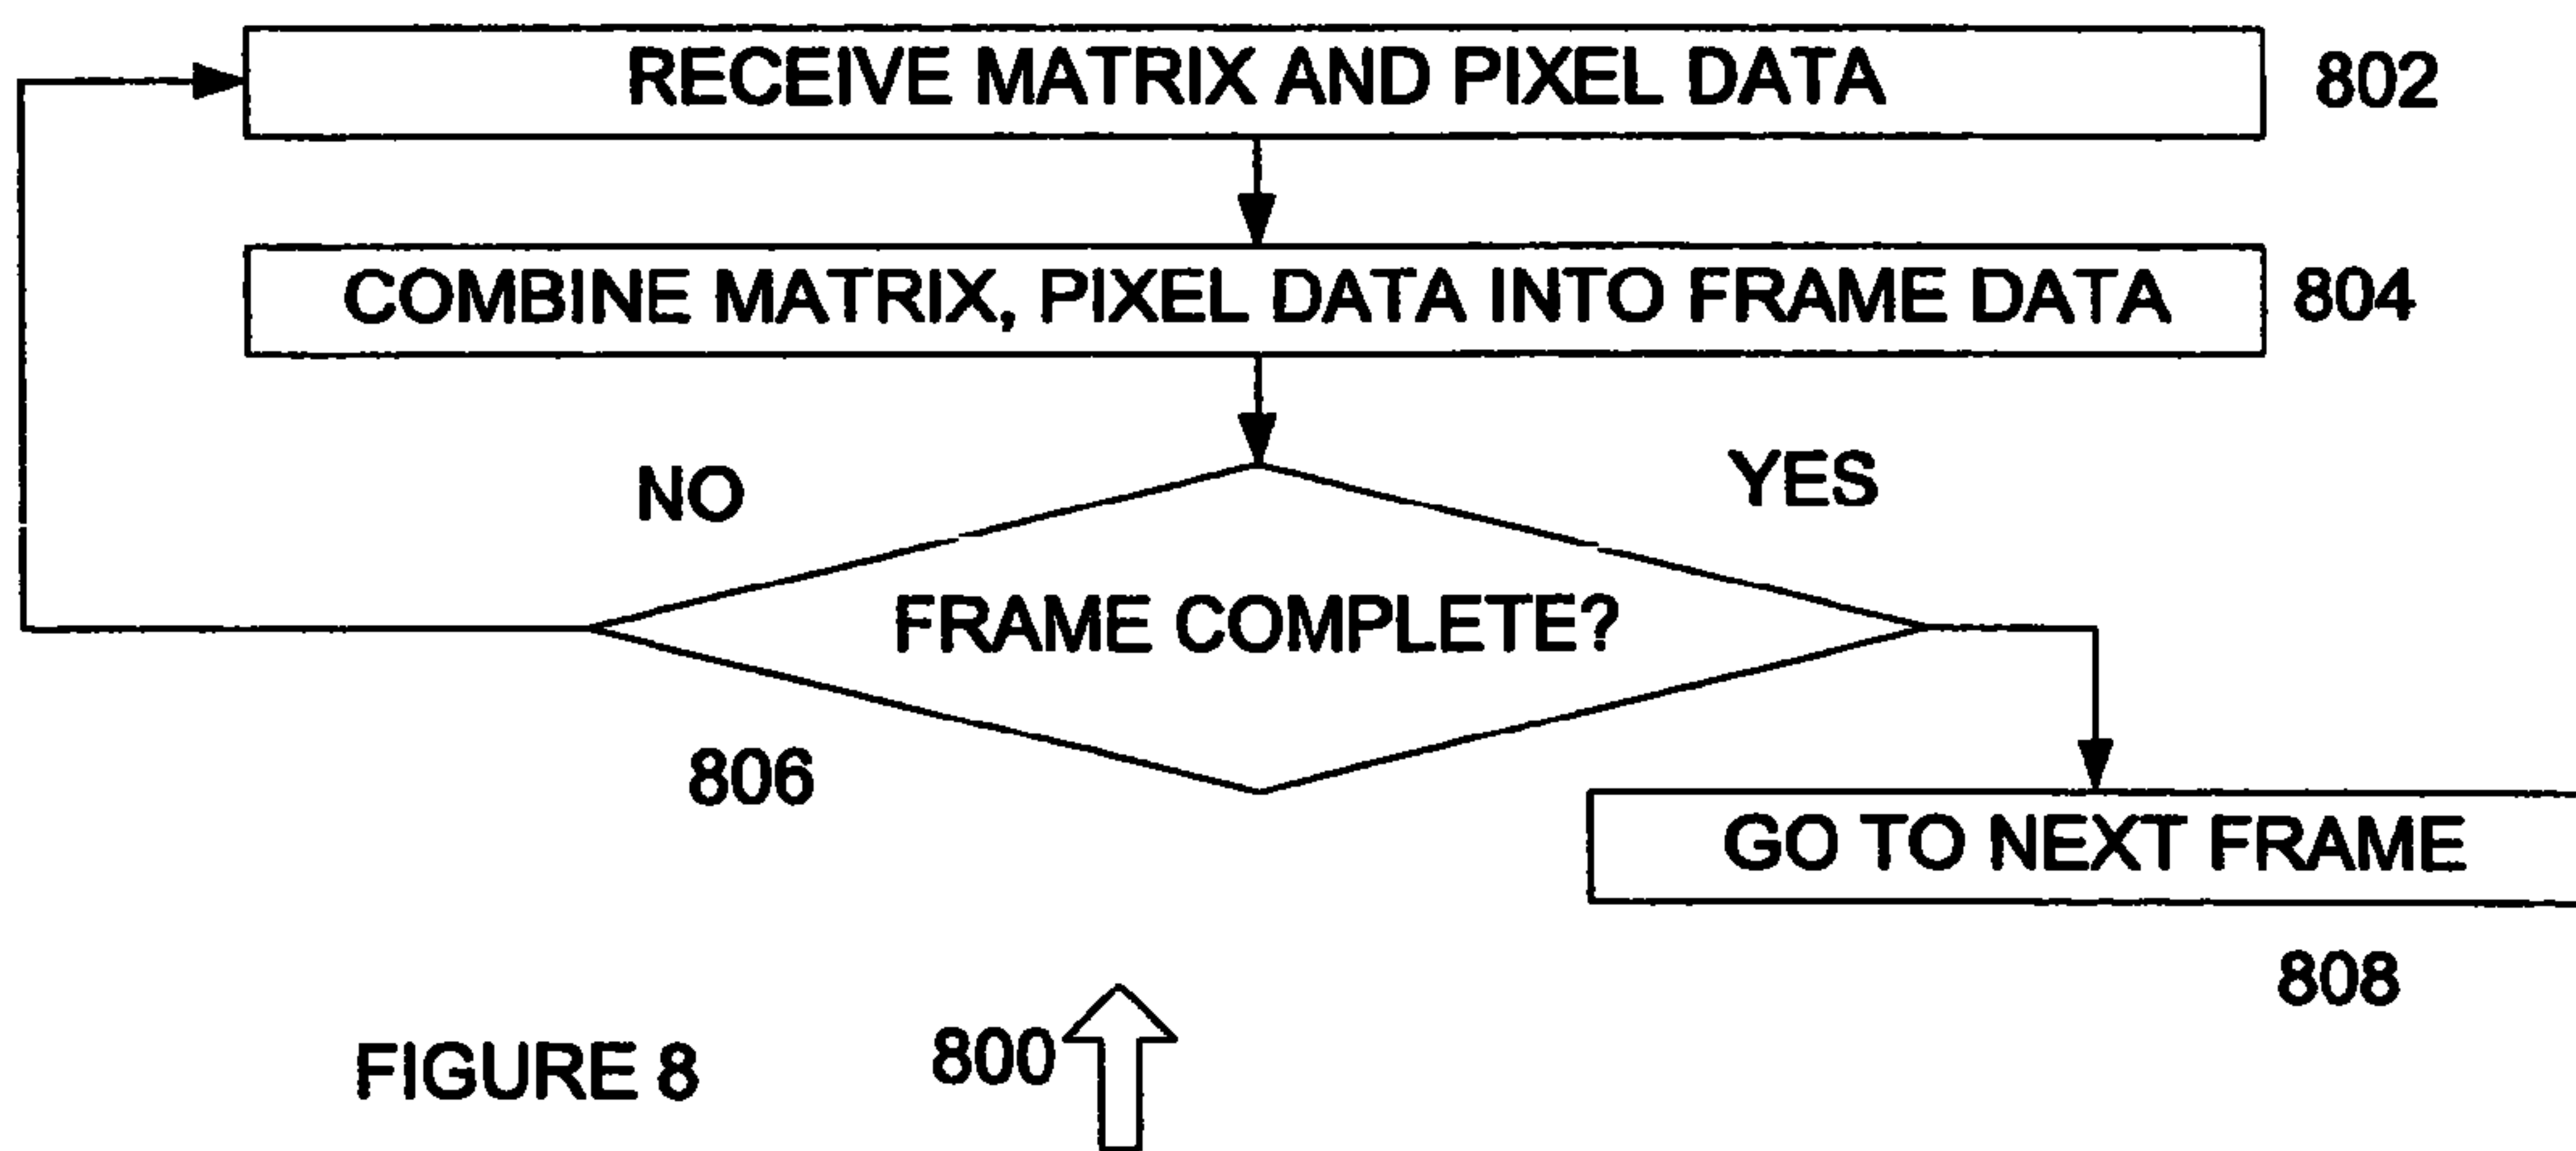 RECEIVE MATRIX AND PIXEL DATA
802
COMBINE MATRIX, PIXEL DATA INTO FRAME DATA
804
NO
YES
FRAME COMPLETE?
806
GO TO NEXT FRAME
808
FIGURE 8
800